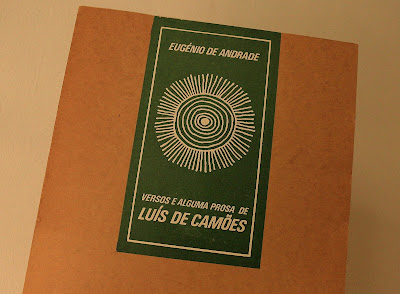 EUGÉNIO DE ANDRADE
VERSOS E ALGUMA PROSA DE
LUÍS DE CAMÕES